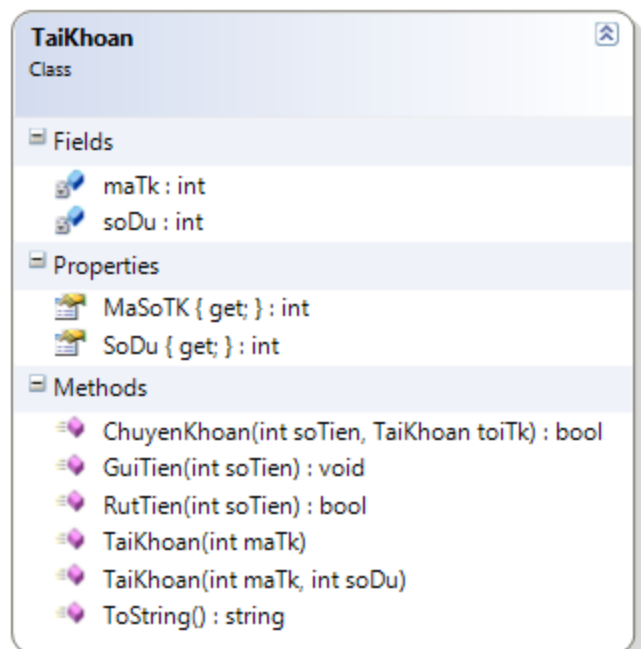 TaiKhoan
Class
Fields
maTk : int
soDu : int
Properties
MaSoTK { get; } : int
SoDu { get; } : int
Methods
ChuyenKhoan(int soTien, TaiKhoan toiTk) : bool
GuiTien(int soTien) : void
RutTien(int soTien) : bool
TaiKhoan(int maTk)
TaiKhoan(int maTk, int soDu)
ToString() : string